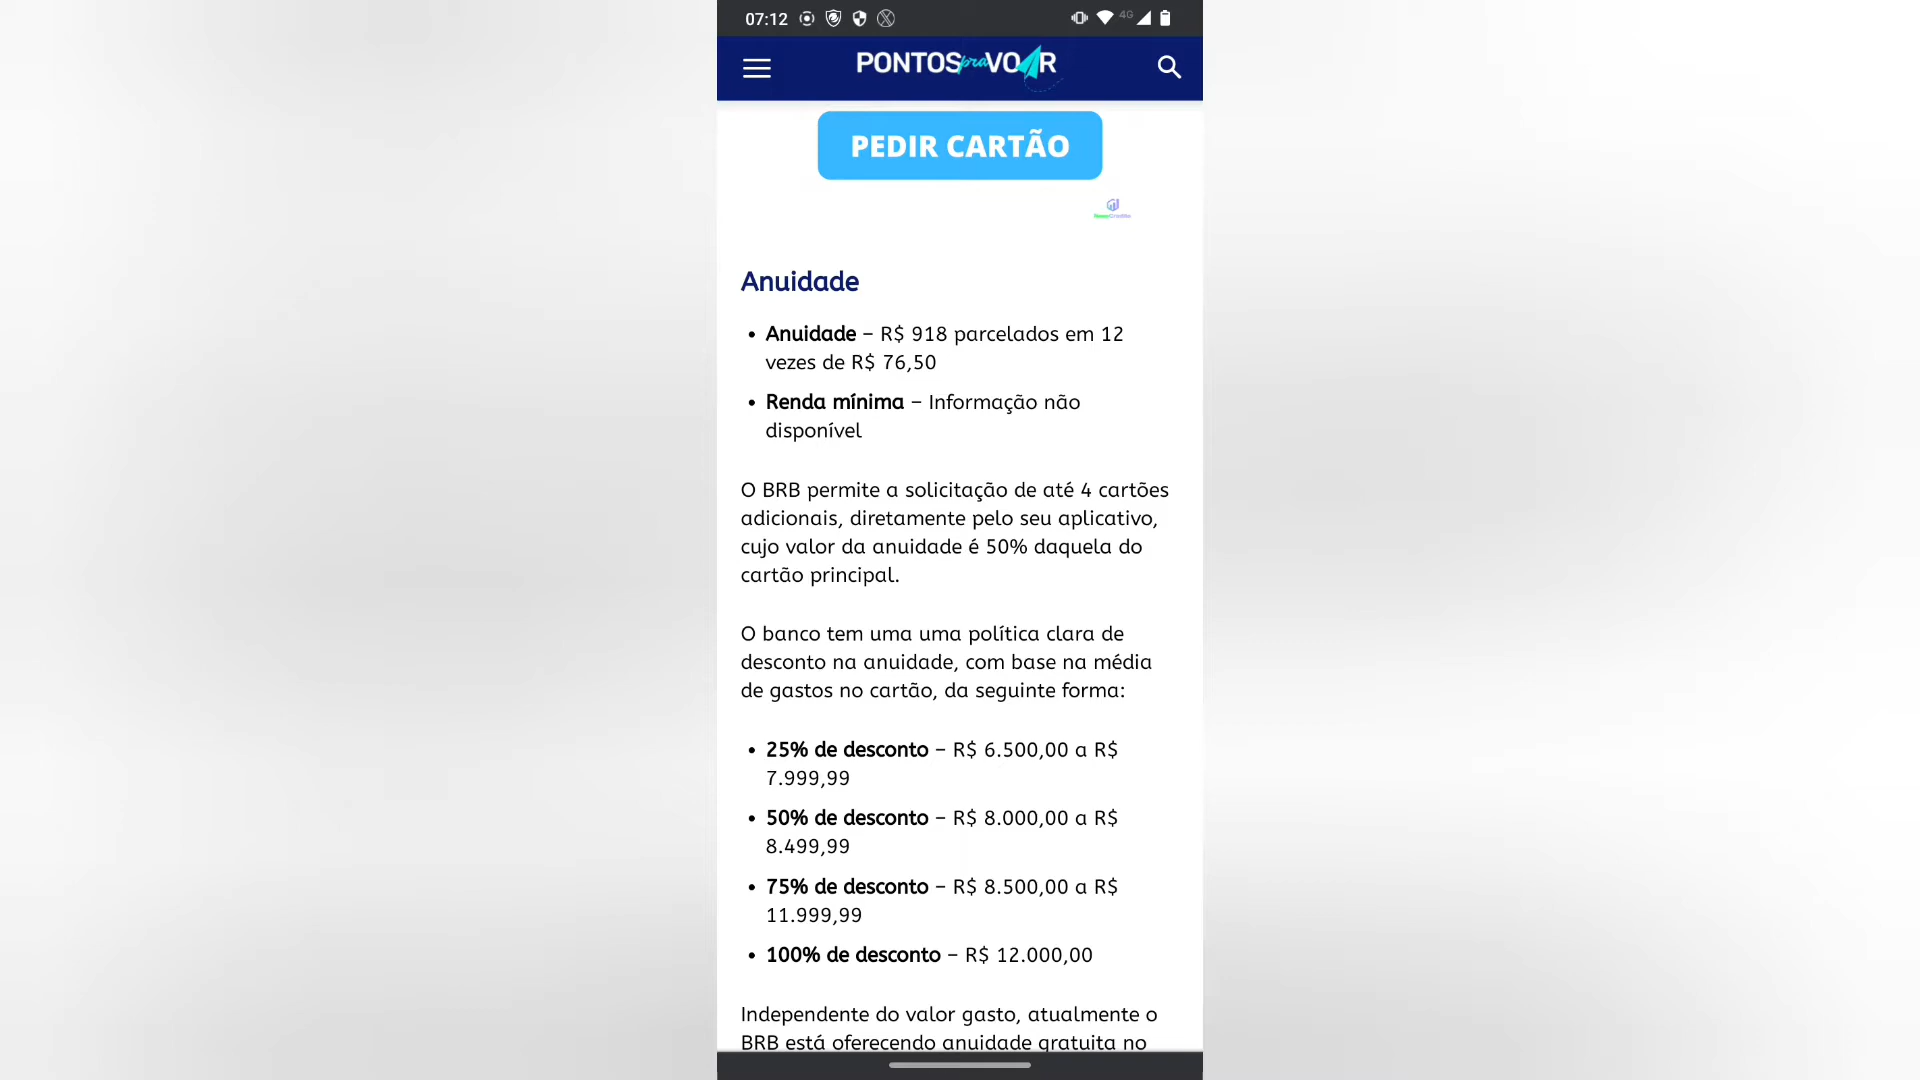 07:12
4G
PONTOS pra VOAR
PEDIR CARTÃO
Anuidade
• Anuidade – R$ 918 parcelados em 12
vezes de R$ 76,50
• Renda mínima – Informação não
disponível
O BRB permite a solicitação de até 4 cartões
adicionais, diretamente pelo seu aplicativo,
cujo valor da anuidade é 50% daquela do
cartão principal.
O banco tem uma uma política clara de
desconto na anuidade, com base na média
de gastos no cartão, da seguinte forma:
• 25% de desconto – R$ 6.500,00 a R$
7.999,99
• 50% de desconto – R$ 8.000,00 a R$
8.499,99
• 75% de desconto – R$ 8.500,00 a R$
11.999,99
• 100% de desconto – R$ 12.000,00
Independente do valor gasto, atualmente o
BRB está oferecendo anuidade gratuita no